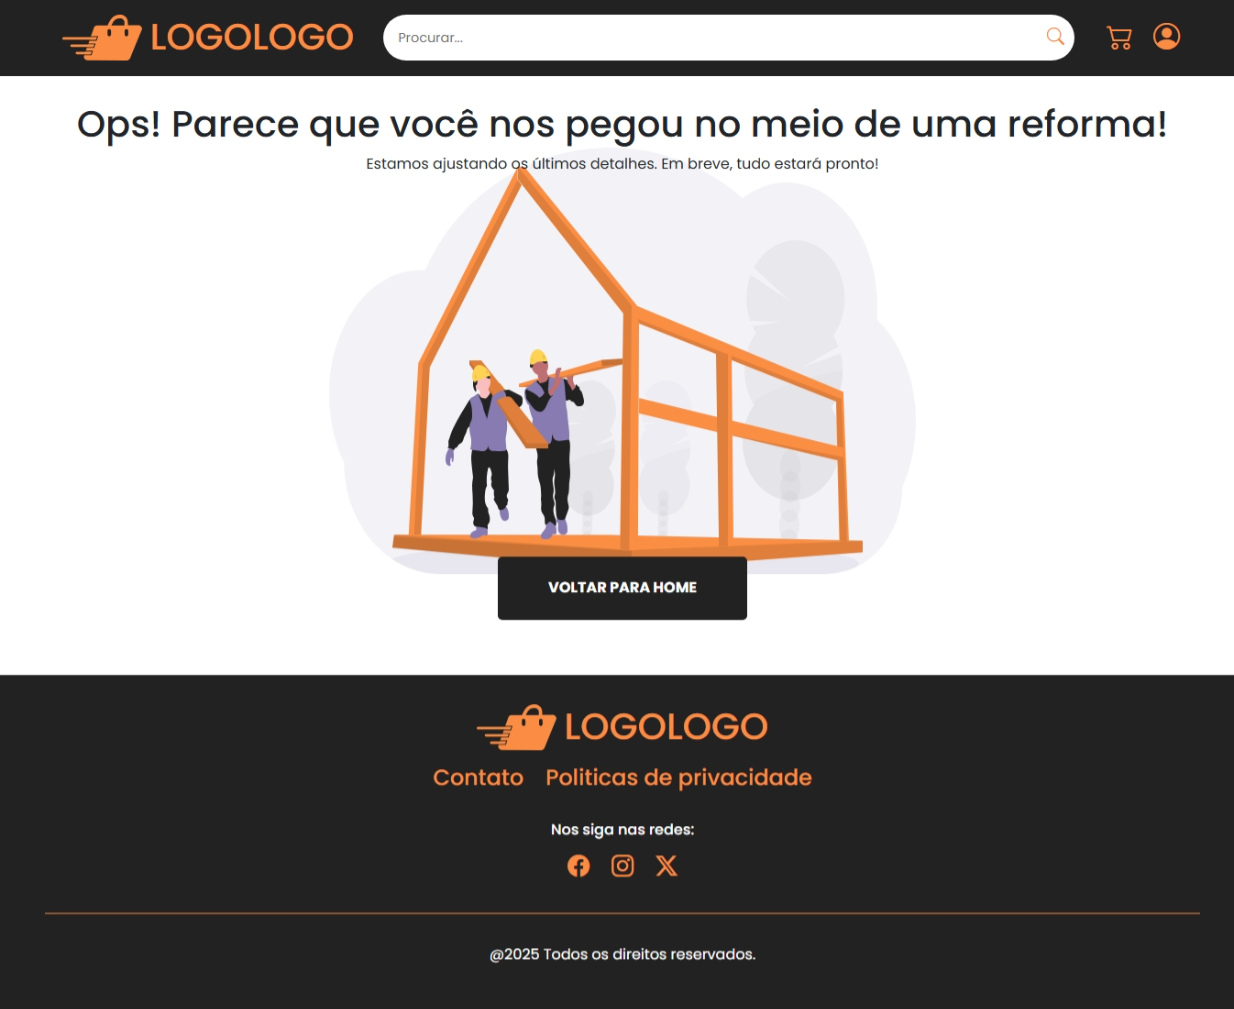 LOGOLOGO
Procurar...
Ops! Parece que você nos pegou no meio de uma reforma!
Estamos ajustando os últimos detalhes. Em breve, tudo estará pronto!
VOLTAR PARA HOME
LOGOLOGO
Contato Politicas de privacidade
Nos siga nas redes:
@2025 Todos os direitos reservados.